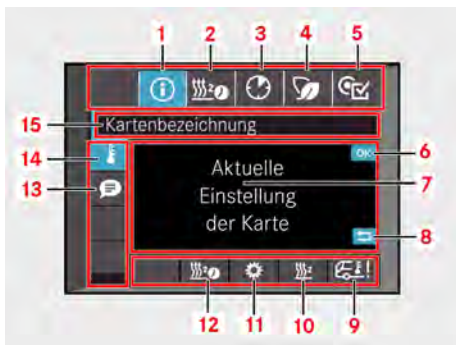 1 2 3 4 5
15 Kartenbezeichnung
14
OK 6
Aktuelle
Einstellung 7
der Karte
13
8
12 11 10 9